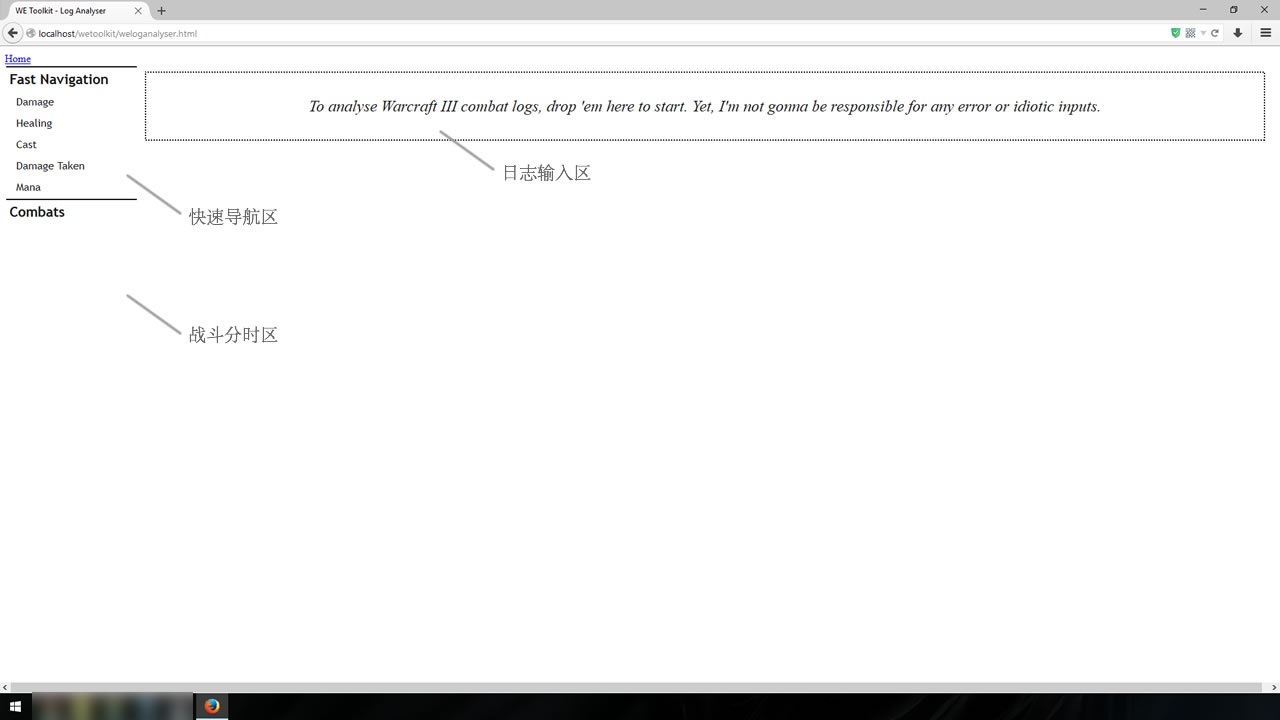 WE Toolkit - Log Analyser
localhost/wetoolkit/weloganalyser.html
Home
Fast Navigation
Damage
Healing
Cast
Damage Taken
Mana
Combats
To analyse Warcraft III combat logs, drop 'em here to start. Yet, I'm not gonna be responsible for any error or idiotic inputs.
日志输入区
快速导航区
战斗分时区